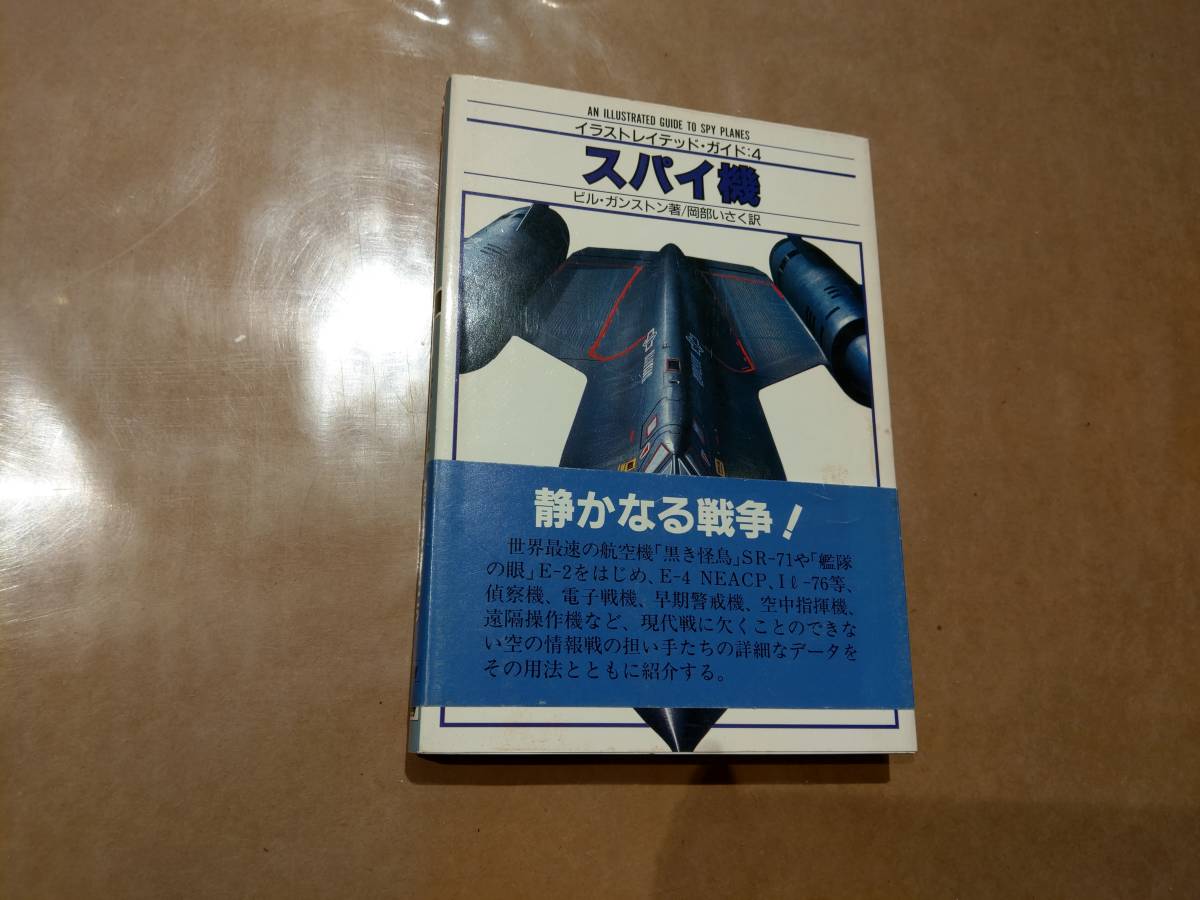 AN ILLUSTRATED GUIDE TO SPY PLANES
イラストレイテッド・ガイド:4
スパイ機
ビル・ガンストン著/岡部いさく訳
静かなる戦争!
世界最速の航空機「黒き怪鳥」SR-71や「艦隊
の眼」E-2をはじめ、E-4 NEACP、Iℓ-76等、
偵察機、電子戦機、早期警戒機、空中指揮機、
遠隔操作機など、現代戦に欠くことのできな
い空の情報戦の担い手たちの詳細なデータを
その用法とともに紹介する。